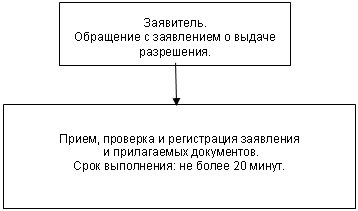 Заявитель.
Обращение с заявлением о выдаче
разрешения.
Прием, проверка и регистрация заявления
и прилагаемых документов.
Срок выполнения: не более 20 минут.